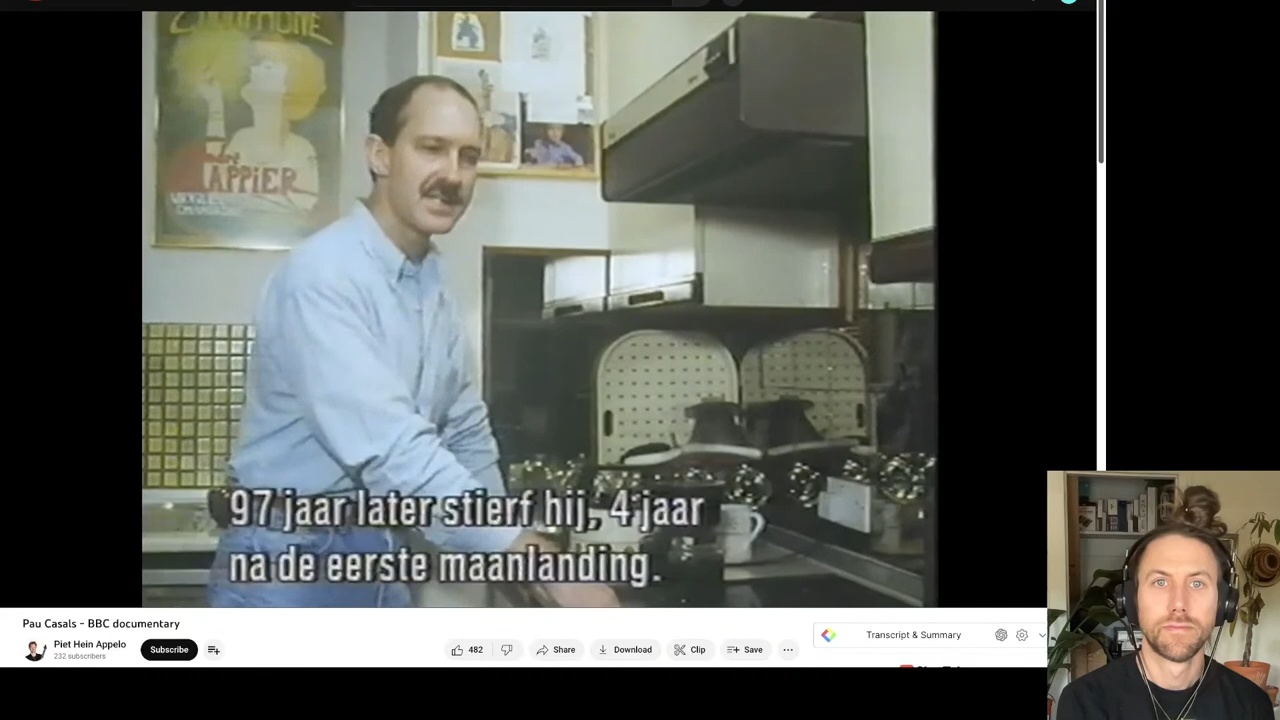 APPiER
97 jaar later stierf hij, 4 jaar
na de eerste maanlanding.
Pau Casals - BBC documentary
Piet Hein Appelo
232 subscribers
Subscribe
482
Share
Download
Clip
Save
Transcript & Summary